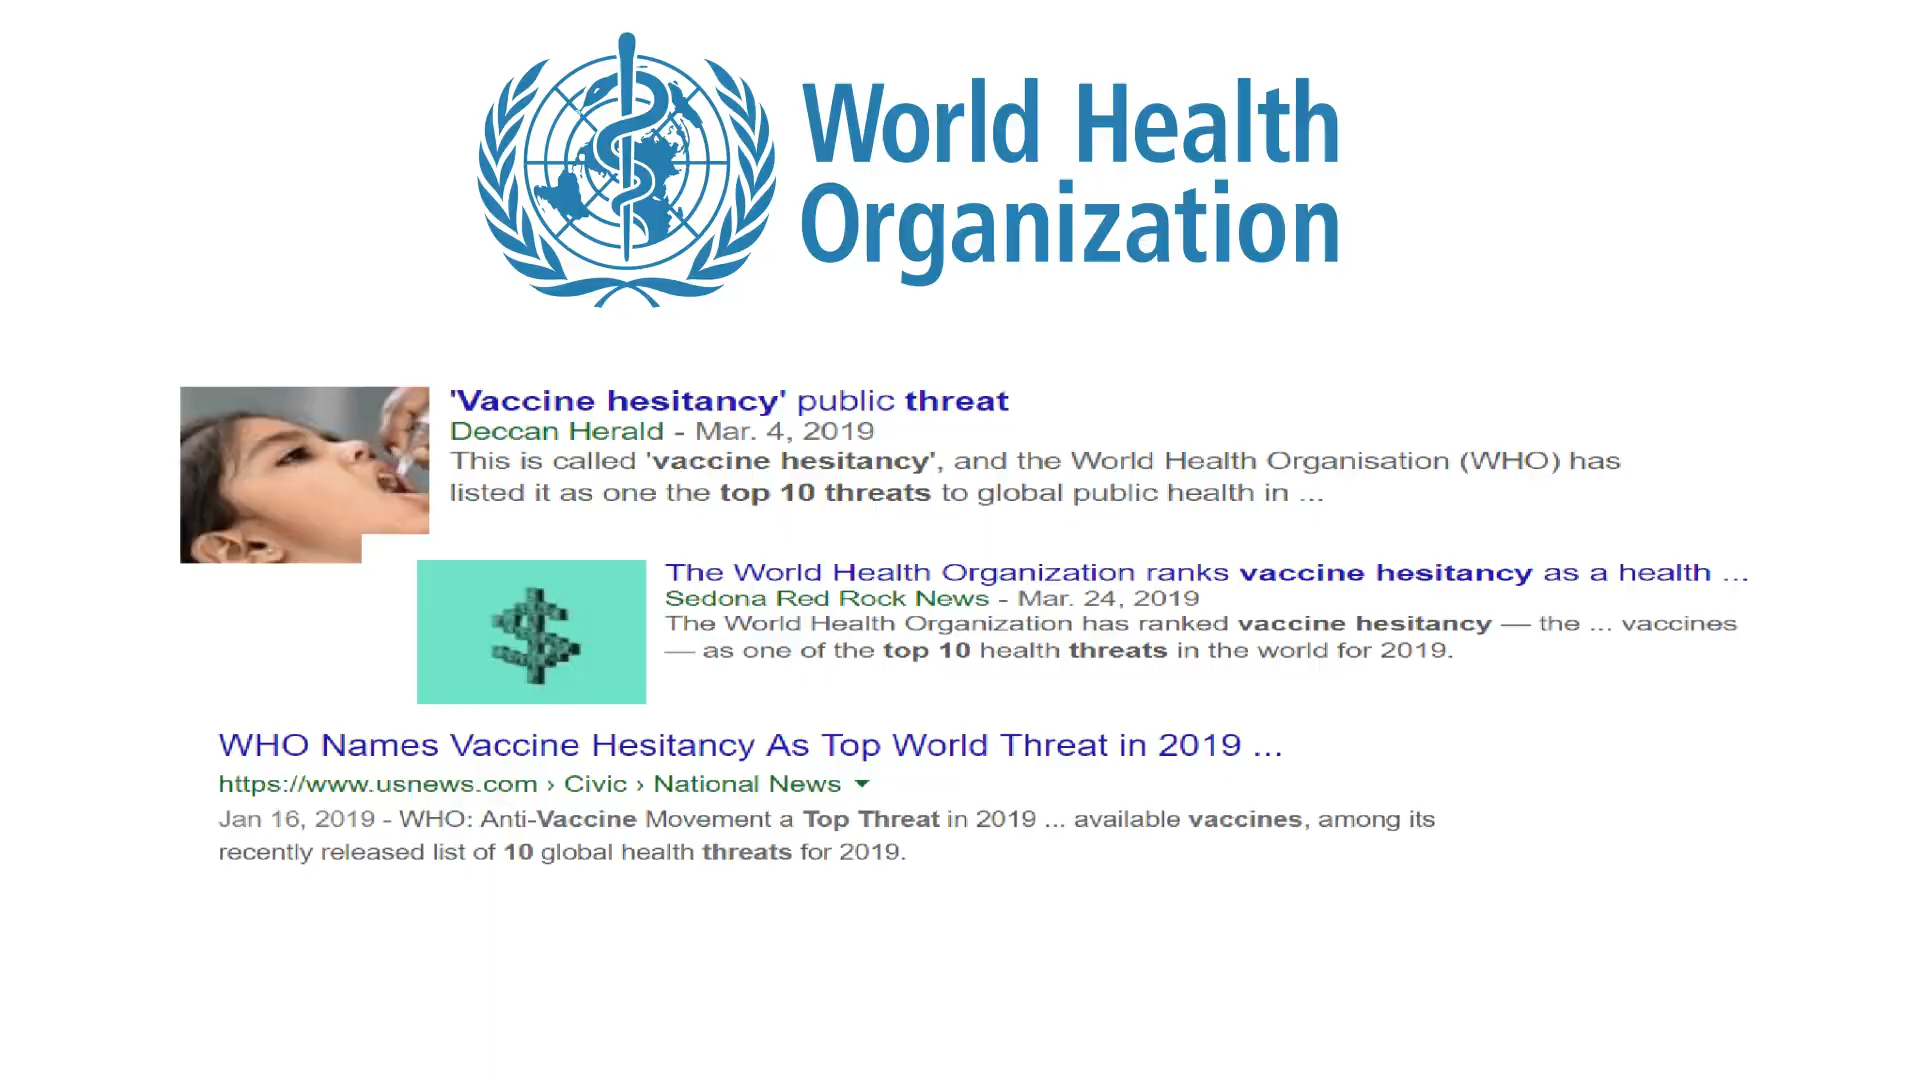 World Health
Organization
'Vaccine hesitancy' public threat
Deccan Herald - Mar. 4, 2019
This is called 'vaccine hesitancy', and the World Health Organisation (WHO) has
listed it as one the top 10 threats to global public health in ...
The World Health Organization ranks vaccine hesitancy as a health ...
Sedona Red Rock News - Mar. 24, 2019
The World Health Organization has ranked vaccine hesitancy — the ... vaccines
— as one of the top 10 health threats in the world for 2019.
WHO Names Vaccine Hesitancy As Top World Threat in 2019 ...
https://www.usnews.com › Civic › National News
Jan 16, 2019 - WHO: Anti-Vaccine Movement a Top Threat in 2019 ... available vaccines, among its
recently released list of 10 global health threats for 2019.